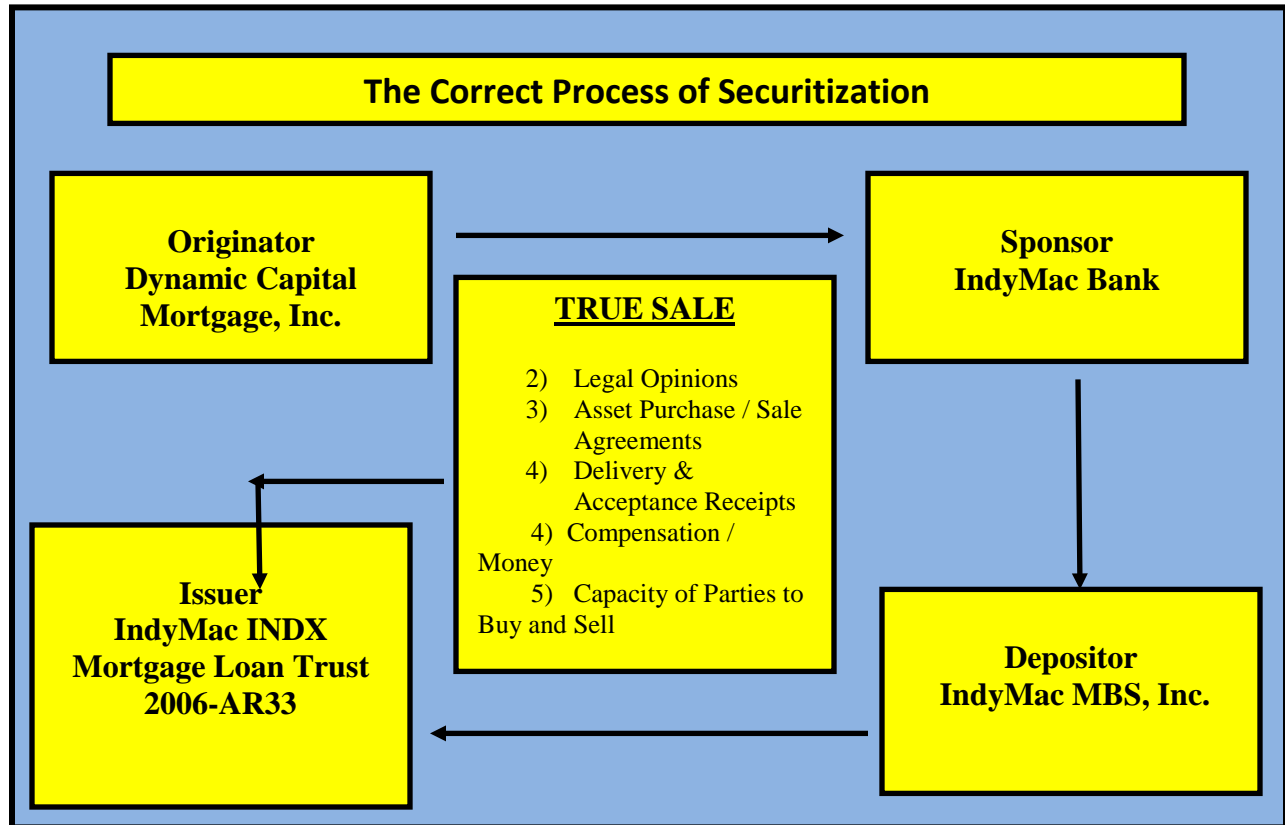 The Correct Process of Securitization
Originator
Dynamic Capital
Mortgage, Inc.
Sponsor
IndyMac Bank
TRUE SALE
2) Legal Opinions
3) Asset Purchase / Sale
Agreements
4) Delivery &
Acceptance Receipts
4) Compensation /
Money
5) Capacity of Parties to
Buy and Sell
Issuer
IndyMac INDX
Mortgage Loan Trust
2006-AR33
Depositor
IndyMac MBS, Inc.